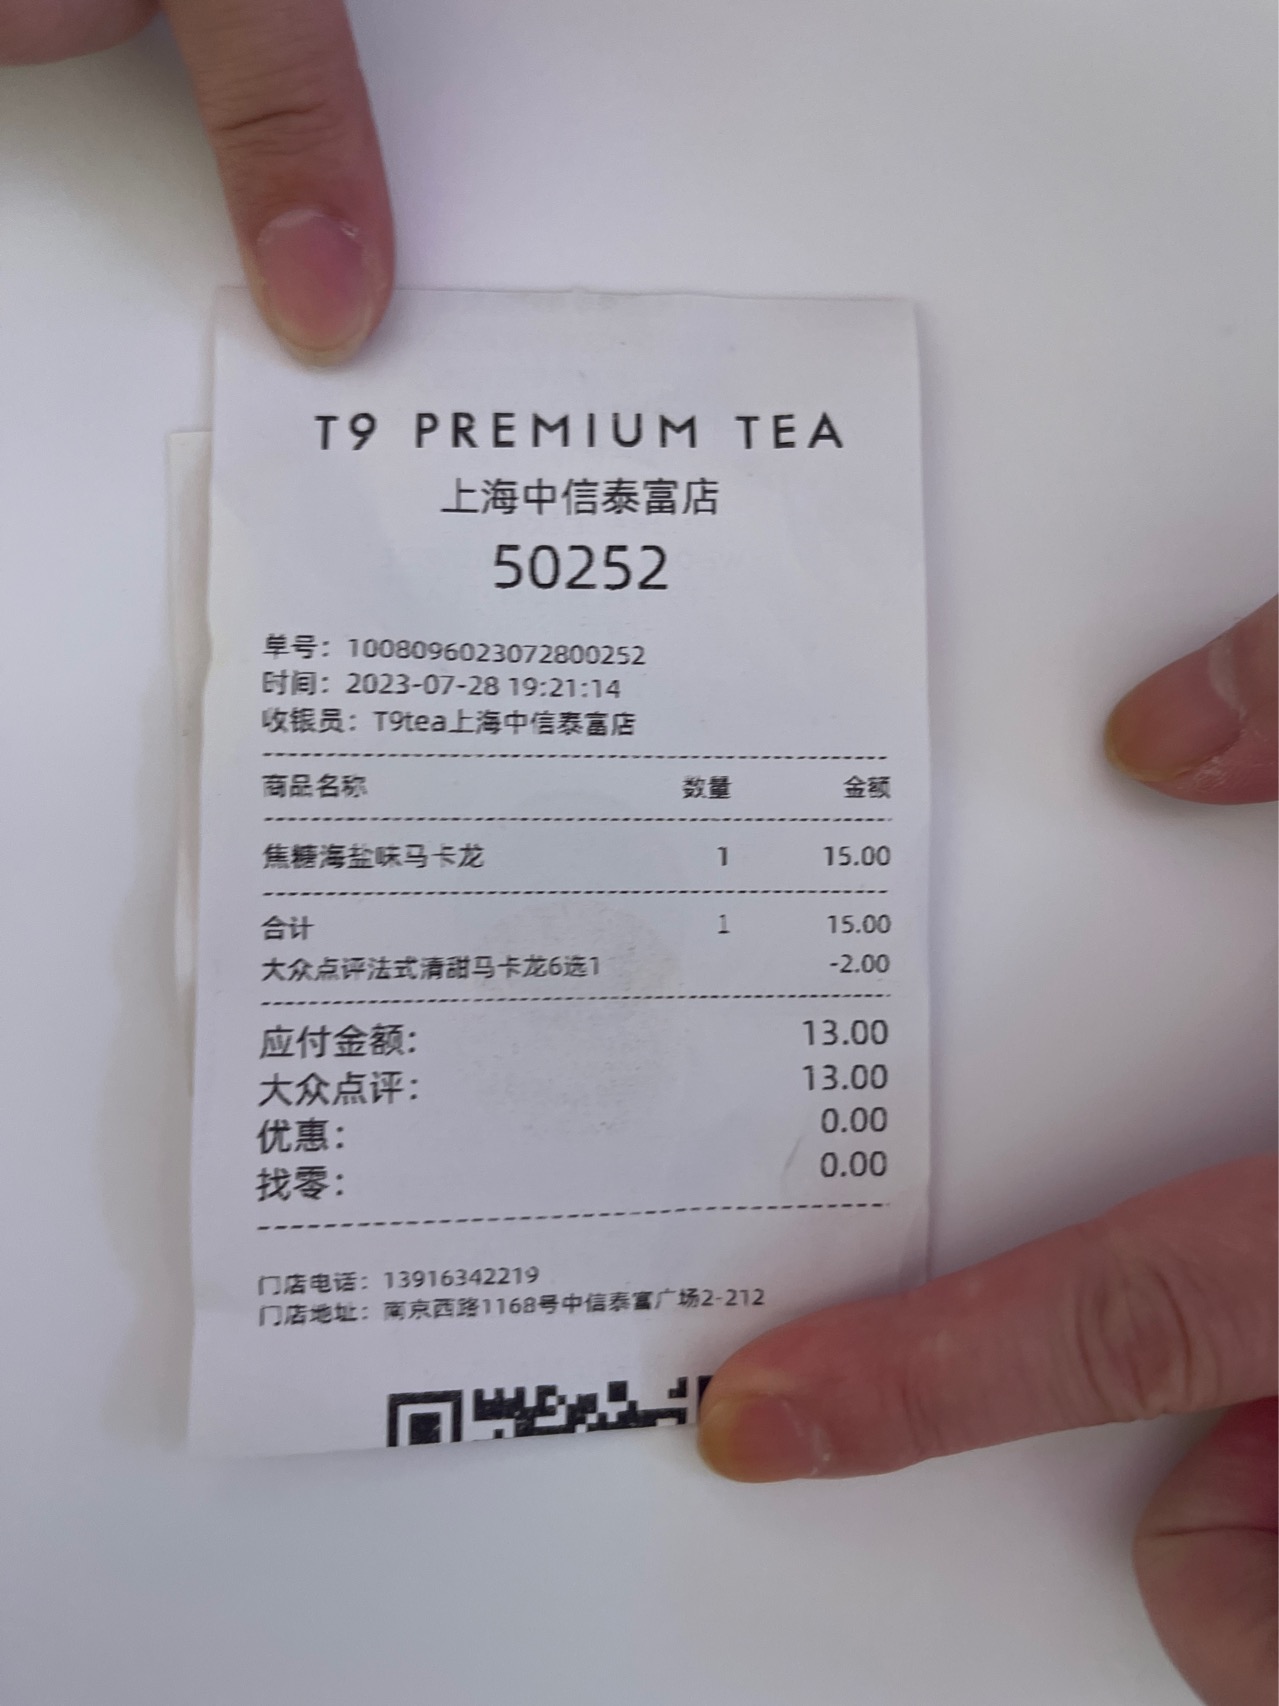 T9 PREMIUM TEA
上海中信泰富店
50252
单号：1008096023072800252
时间：2023-07-28 19:21:14
收银员：T9tea上海中信泰富店
商品名称 数量 金额
焦糖海盐味马卡龙 1 15.00
合计 1 15.00
大众点评法式清甜马卡龙6选1 -2.00
应付金额： 13.00
大众点评： 13.00
优惠： 0.00
找零： 0.00
门店电话：13916342219
门店地址：南京西路1168号中信泰富广场2-212